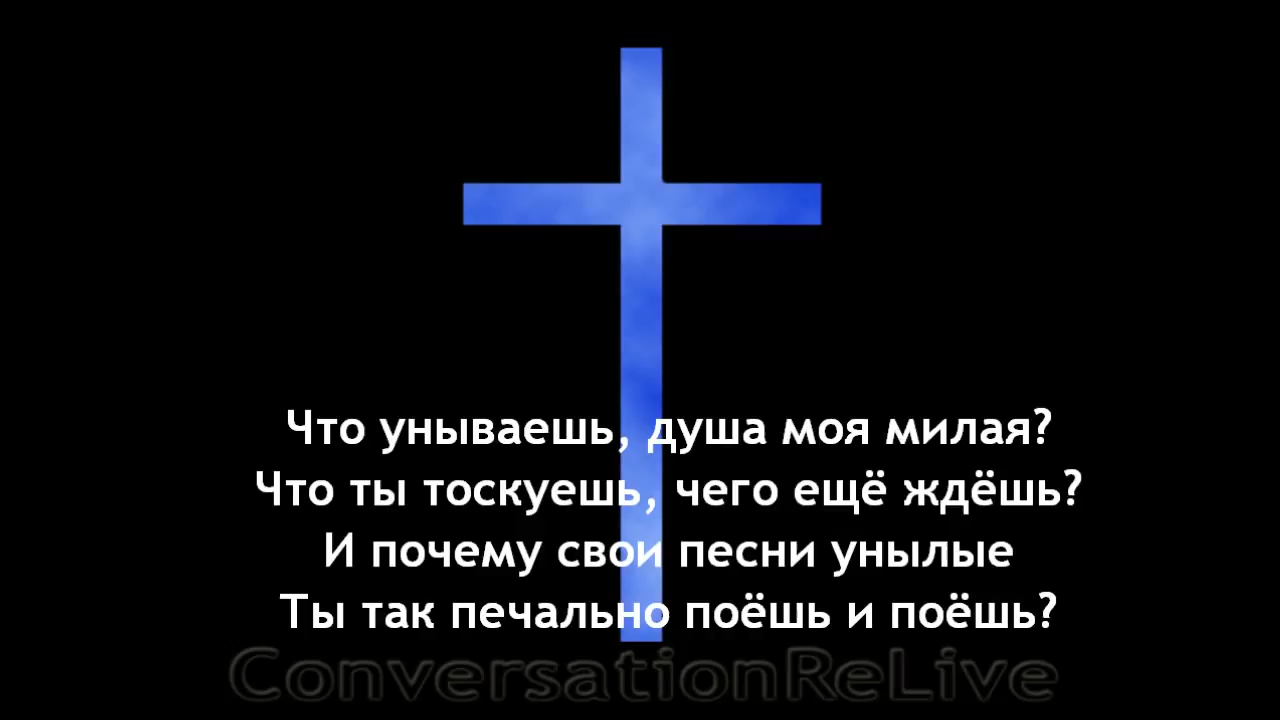 Что унываешь, душа моя милая?
Что ты тоскуешь, чего ещё ждёшь?
И почему свои песни унылые
Ты так печально поёшь и поёшь?
ConversationReLive